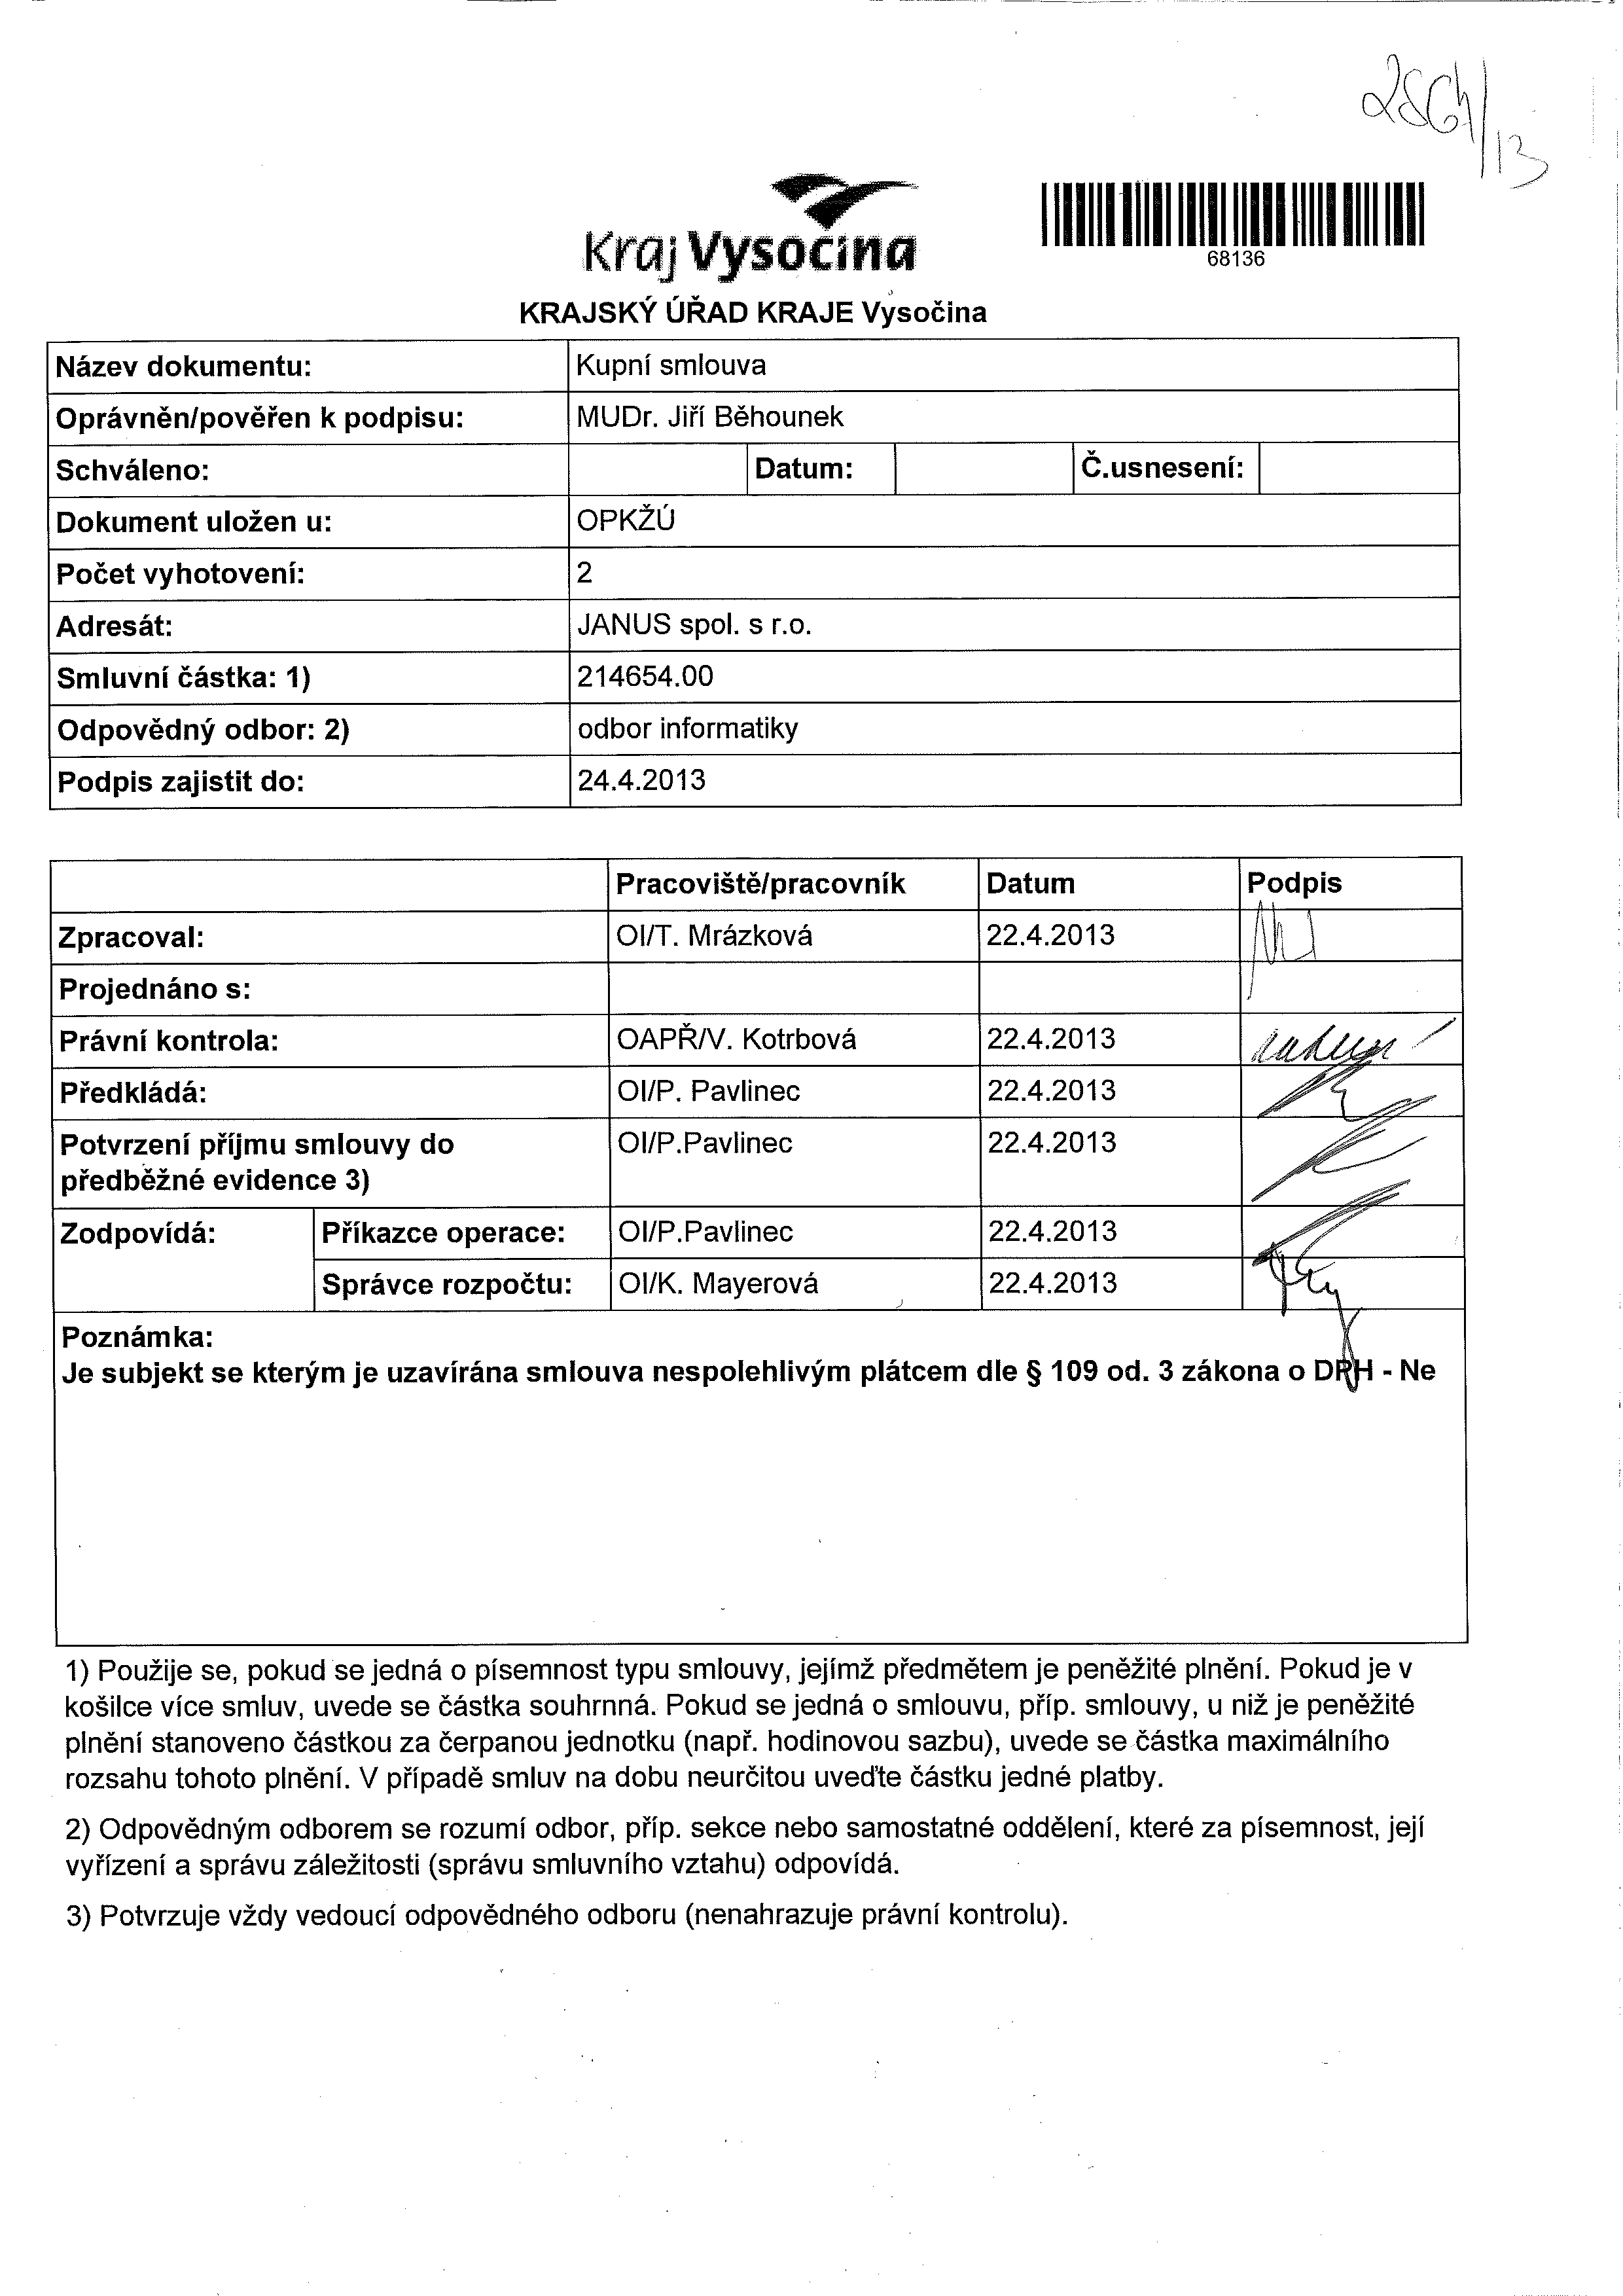 Kraj Vysočina
68136
KRAJSKÝ ÚŘAD KRAJE Vysočina
Název dokumentu: Kupní smlouva
Oprávněn/pověřen k podpisu: MUDr. Jiří Běhounek
Schváleno: Datum: Č.usnesení:
Dokument uložen u: OPKŽÚ
Počet vyhotovení: 2
Adresát: JANUS spol. s r.o.
Smluvní částka: 1) 214654.00
Odpovědný odbor: 2) odbor informatiky
Podpis zajistit do: 24.4.2013
Pracoviště/pracovník Datum Podpis
Zpracoval: OI/T. Mrázková 22.4.2013
Projednáno s:
Právní kontrola: OAPŘ/V. Kotrbová 22.4.2013
Předkládá: OI/P. Pavlinec 22.4.2013
Potvrzení příjmu smlouvy do OI/P.Pavlinec 22.4.2013
předběžné evidence 3)
Zodpovídá: Příkazce operace: OI/P.Pavlinec 22.4.2013
Správce rozpočtu: OI/K. Mayerová 22.4.2013
Poznámka:
Je subjekt se kterým je uzavírána smlouva nespolehlivým plátcem dle § 109 od. 3 zákona o DPH - Ne
1) Použije se, pokud se jedná o písemnost typu smlouvy, jejímž předmětem je peněžité plnění. Pokud je v
košilce více smluv, uvede se částka souhrnná. Pokud se jedná o smlouvu, příp. smlouvy, u niž je peněžité
plnění stanoveno částkou za čerpanou jednotku (např. hodinovou sazbu), uvede se částka maximálního
rozsahu tohoto plnění. V případě smluv na dobu neurčitou uveďte částku jedné platby.
2) Odpovědným odborem se rozumí odbor, příp. sekce nebo samostatné oddělení, které za písemnost, její
vyřízení a správu záležitosti (správu smluvního vztahu) odpovídá.
3) Potvrzuje vždy vedoucí odpovědného odboru (nenahrazuje právní kontrolu).